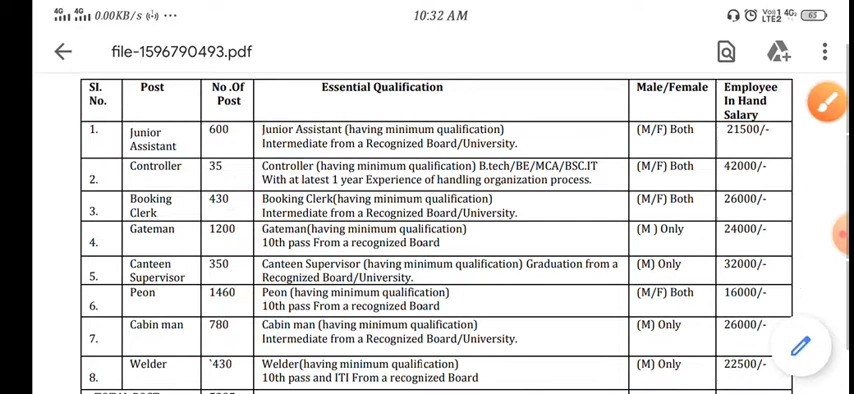 4G 4G 0.00KB/s
10:32 AM
Vo)) 1 4G2
LTE2
65
file-1596790493.pdf
Sl. No. Post No .Of Post Essential Qualification Male/Female Employee In Hand Salary
1. Junior Assistant 600 Junior Assistant (having minimum qualification) (M/F) Both 21500/-
Intermediate from a Recognized Board/University.
2. Controller 35 Controller (having minimum qualification) B.tech/BE/MCA/BSC.IT (M/F) Both 42000/-
With at latest 1 year Experience of handling organization process.
3. Booking Clerk 430 Booking Clerk(having minimum qualification) (M/F) Both 26000/-
Intermediate from a Recognized Board/University.
4. Gateman 1200 Gateman(having minimum qualification) (M ) Only 24000/-
10th pass From a recognized Board
5. Canteen Supervisor 350 Canteen Supervisor (having minimum qualification) Graduation from a (M) Only 32000/-
Recognized Board/University.
6. Peon 1460 Peon (having minimum qualification) (M/F) Both 16000/-
10th pass From a recognized Board
7. Cabin man 780 Cabin man (having minimum qualification) (M) Only 26000/-
Intermediate from a Recognized Board/University.
8. Welder `430 Welder(having minimum qualification) (M) Only 22500/-
10th pass and ITI From a recognized Board